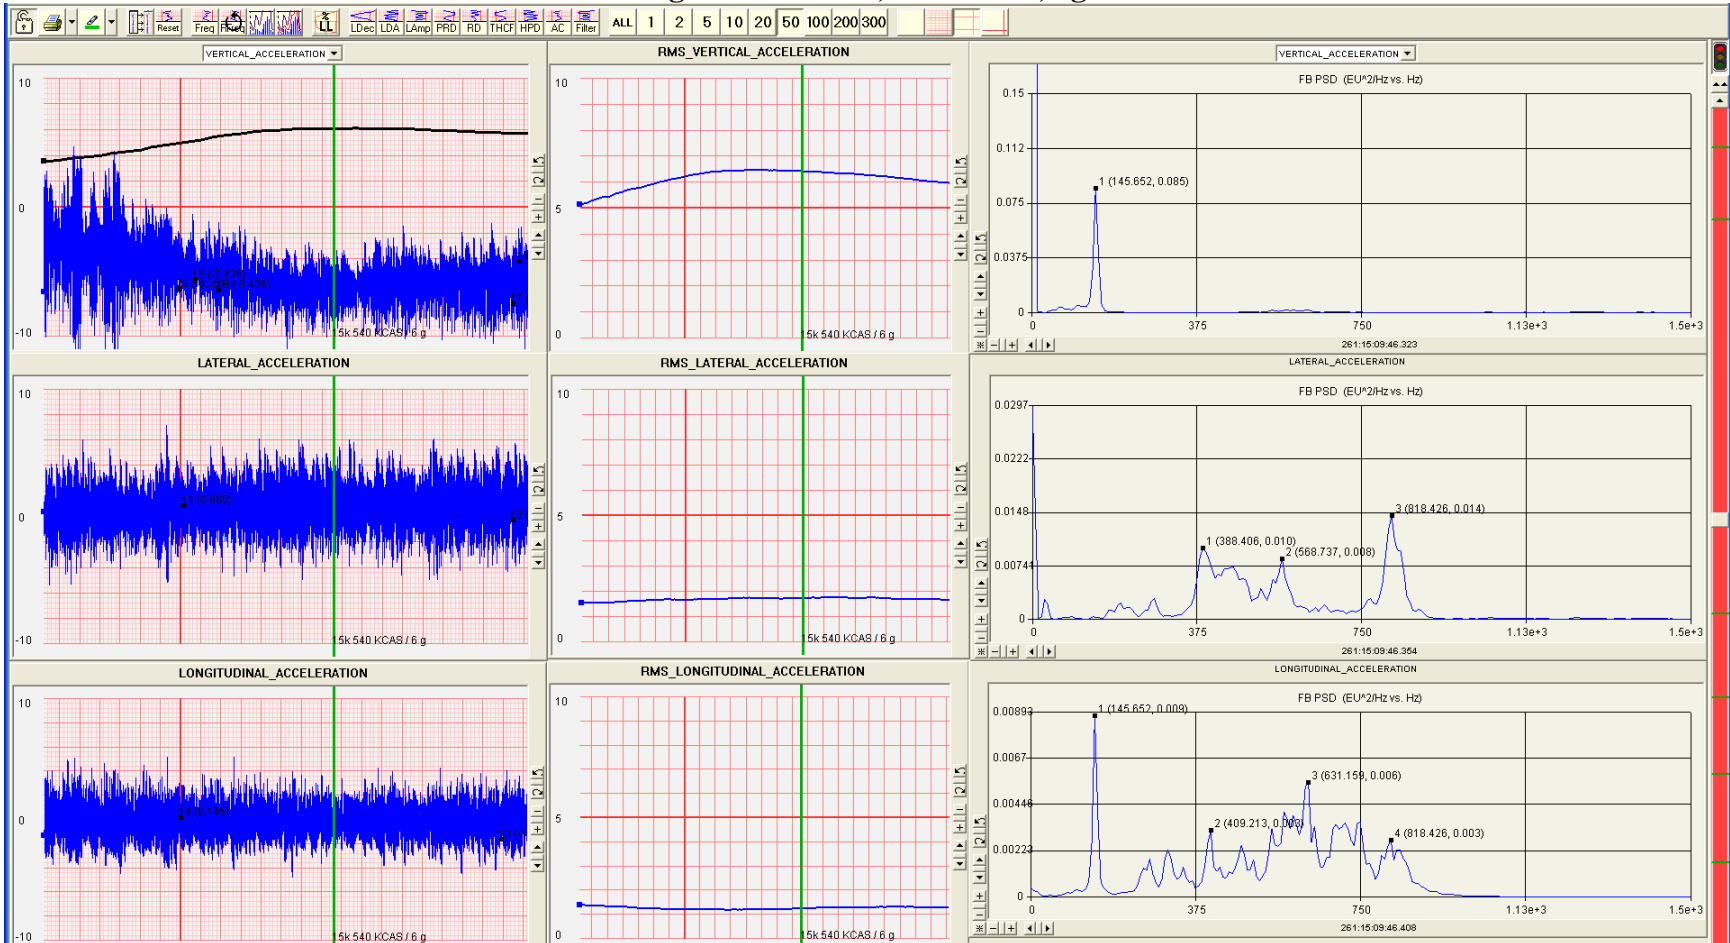 Reset Freq LL LDec LDA LAmp PRD RD THCF HPD AC Filter ALL 1 2 5 10 20 50 100 200 300
VERTICAL_ACCELERATION
10
0
-10
15k 540 KCAS / 6 g
RMS_VERTICAL_ACCELERATION
10
5
0
15k 540 KCAS / 6 g
VERTICAL_ACCELERATION
FB PSD (EU^2/Hz vs. Hz)
0.15
0.112
0.075
0.0375
0
1 (145.652, 0.085)
0 375 750 1.13e+3 1.5e+3
261:15:09:46.323
LATERAL_ACCELERATION
10
0
-10
11 (0.880)
15k 540 KCAS / 6 g
RMS_LATERAL_ACCELERATION
10
5
0
15k 540 KCAS / 6 g
LATERAL_ACCELERATION
FB PSD (EU^2/Hz vs. Hz)
0.0297
0.0222
0.0148
0.00744
0
1 (388.406, 0.010)
2 (568.737, 0.008)
3 (818.426, 0.014)
0 375 750 1.13e+3 1.5e+3
261:15:09:46.354
LONGITUDINAL_ACCELERATION
10
0
-10
14 (0.145)
15k 540 KCAS / 6 g
RMS_LONGITUDINAL_ACCELERATION
10
5
0
15k 540 KCAS / 6 g
LONGITUDINAL_ACCELERATION
FB PSD (EU^2/Hz vs. Hz)
0.00893
0.0067
0.00446
0.00223
0
1 (145.652, 0.009)
2 (409.213, 0.003)
3 (631.159, 0.006)
4 (818.426, 0.003)
0 375 750 1.13e+3 1.5e+3
261:15:09:46.408